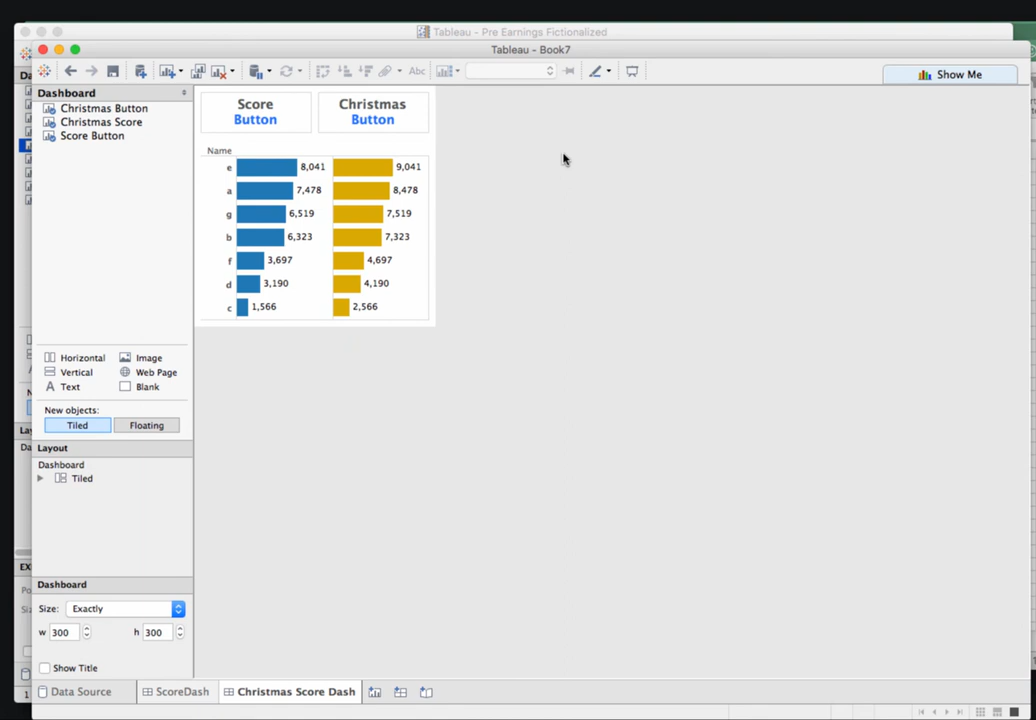 Tableau - Pre Earnings Fictionalized
Tableau - Book7
Abc
Show Me
Da
Dashboard
Christmas Button
Christmas Score
Score Button
Score
Button
Christmas
Button
Name
e 8,041 9,041
a 7,478 8,478
g 6,519 7,519
b 6,323 7,323
f 3,697 4,697
d 3,190 4,190
c 1,566 2,566
Horizontal Image
Vertical Web Page
A Text Blank
New objects:
Tiled Floating
Layout
Dashboard
Tiled
Dashboard
Size: Exactly
w 300 h 300
Show Title
Data Source ScoreDash Christmas Score Dash